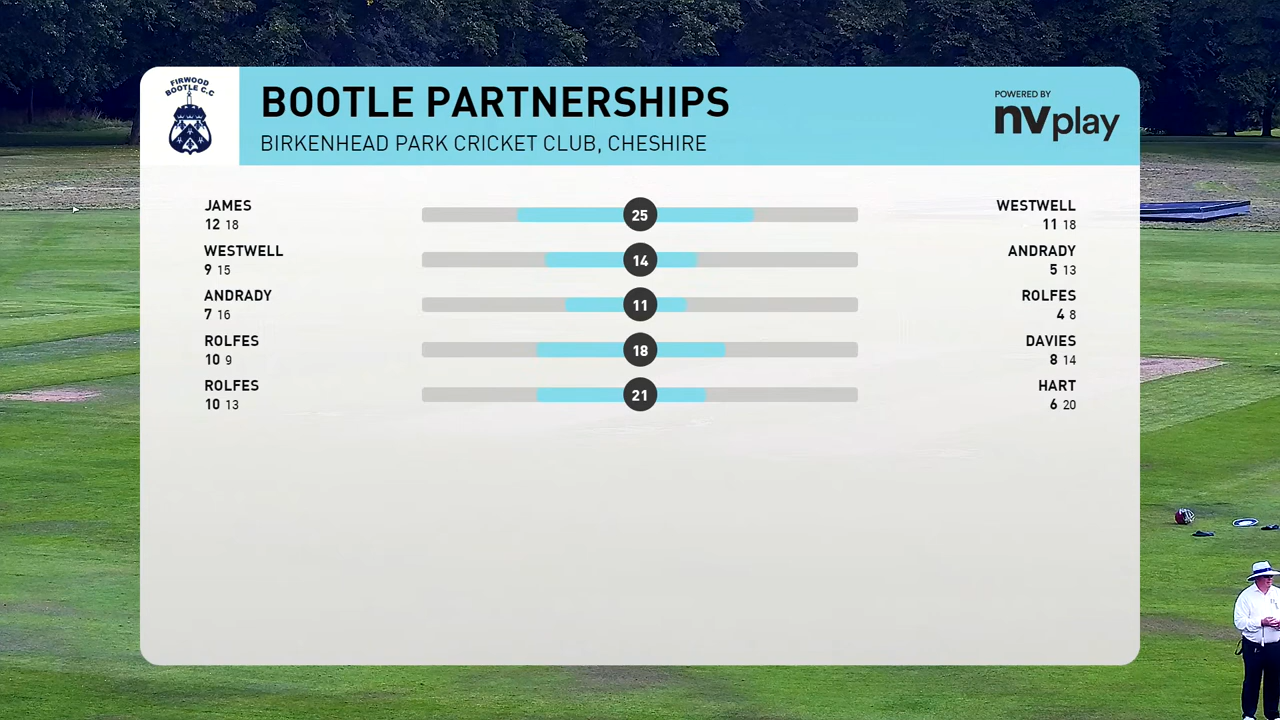 FIRWOOD
BOOTLE C.C
BOOTLE PARTNERSHIPS
BIRKENHEAD PARK CRICKET CLUB, CHESHIRE
POWERED BY
nvplay
JAMES
12 18
25
WESTWELL
11 18
WESTWELL
9 15
14
ANDRADY
5 13
ANDRADY
7 16
11
ROLFES
4 8
ROLFES
10 9
18
DAVIES
8 14
ROLFES
10 13
21
HART
6 20